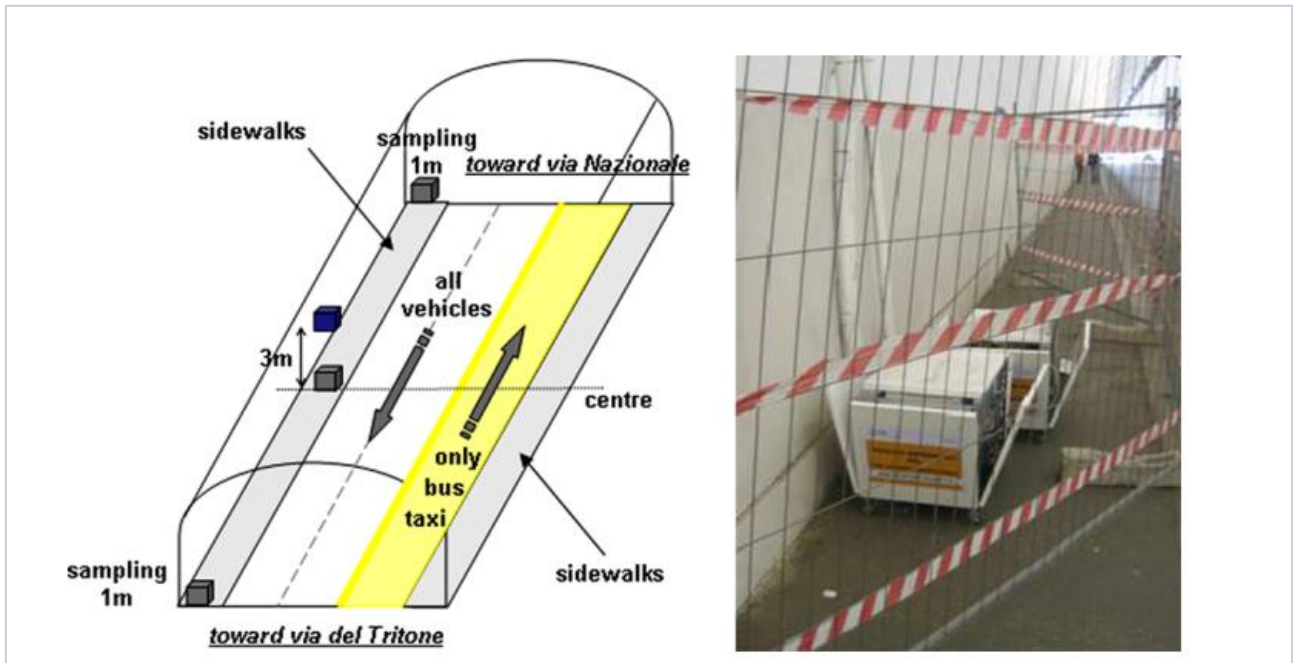 sidewalks
sampling
1m
toward via Nazionale
all
vehicles
3m
centre
only
bus
taxi
sampling
1m
sidewalks
toward via del Tritone